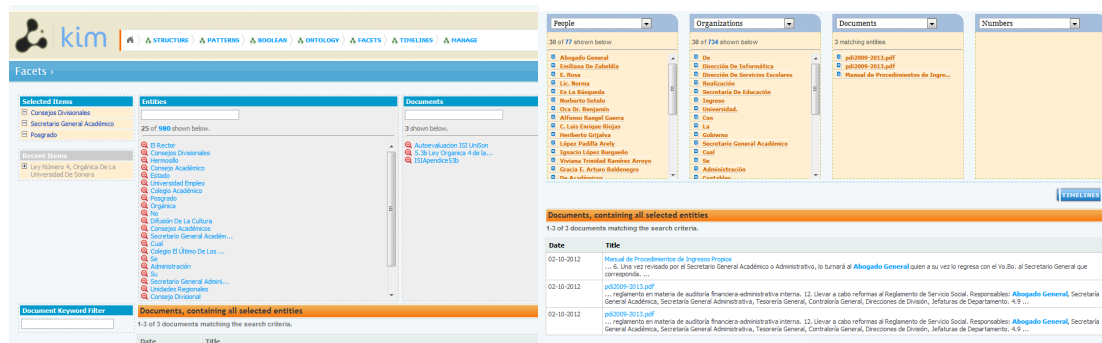 kim
STRUCTURE PATTERNS BOOLEAN ONTOLOGY FACETS TIMELINES MANAGE
Facets ›
Selected Items
Consejos Divisionales
Secretario General Académico
Posgrado
Recent Items
Ley Número 4, Orgánica De La
Universidad De Sonora
Entities
25 of 980 shown below.
El Rector
Consejos Divisionales
Hermosillo
Consejo Académico
Estado
Universidad Empleo
Colegio Académico
Posgrado
Orgánica
No
Difusión De La Cultura
Consejos Académicos
Secretario General Académ...
Cual
Colegio El Último De Los ...
Se
Administración
Su
Secretario General Admini...
Unidades Regionales
Consejo Divisional
Documents
3 shown below.
Autoevaluacion ISI UniSon
5.3b Ley Organica 4 de la...
ISIApendice53b
Document Keyword Filter
Documents, containing all selected entities
1-3 of 3 documents matching the search criteria.
Date Title
People
30 of 77 shown below
Abogado General
Emiliana De Zubeldia
E. Rosa
Lic. Norma
En La Búsqueda
Norberto Sotelo
Oca Dr. Benjamín
Alfonso Rangel Guerra
C. Luis Enrique Riojas
Heriberto Grijalva
López Padilla Arely
Ignacio López Burgueño
Viviana Trinidad Ramírez Arroyo
Gracia E. Arturo Baldenegro
De Académicos
Organizations
30 of 734 shown below
De
Dirección De Informática
Dirección De Servicios Escolares
Realización
Secretaría De Educación
Ingreso
Universidad.
Con
La
Gobierno
Secretario General Académico
Cual
Se
Administración
Contables
Documents
3 matching entities
pdi2009-2013.pdf
pdi2009-2013.pdf
Manual de Procedimientos de Ingre...
Numbers
TIMELINES
Documents, containing all selected entities
1-3 of 3 documents matching the search criteria.
Date Title
02-10-2012 Manual de Procedimientos de Ingresos Propios
... 6. Una vez revisado por el Secretario General Académico o Administrativo, lo turnará al Abogado General quien a su vez lo regresa con el Vo.Bo. al Secretario General que
corresponda. ...
02-10-2012 pdi2009-2013.pdf
... reglamento en materia de auditoría financiera-administrativa interna. 12. Llevar a cabo reformas al Reglamento de Servicio Social. Responsables: Abogado General, Secretaría
General Académica, Secretaría General Administrativa, Tesorería General, Contraloría General, Direcciones de División, Jefaturas de Departamento. 4.9 ...
02-10-2012 pdi2009-2013.pdf
... reglamento en materia de auditoría financiera-administrativa interna. 12. Llevar a cabo reformas al Reglamento de Servicio Social. Responsables: Abogado General, Secretaría
General Académica, Secretaría General Administrativa, Tesorería General, Contraloría General, Direcciones de División, Jefaturas de Departamento. 4.9 ...